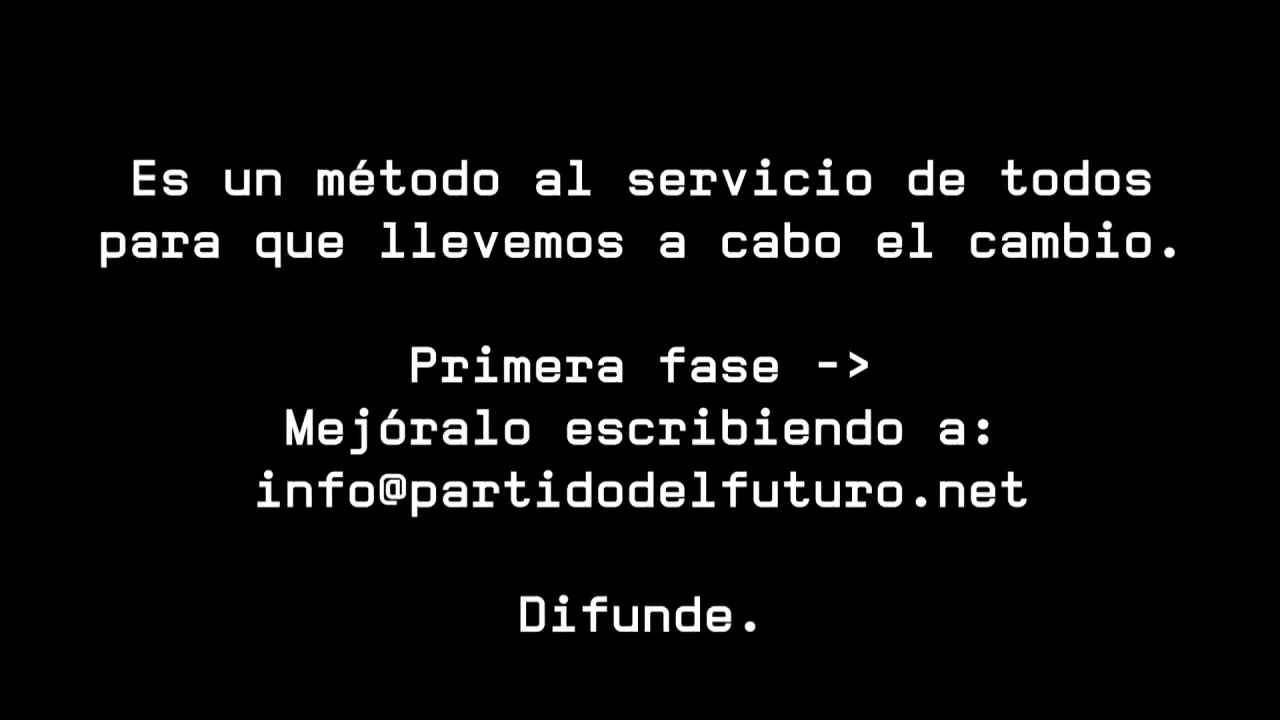 Es un método al servicio de todos
para que llevemos a cabo el cambio.
Primera fase ->
Mejóralo escribiendo a:
info@partidodelfuturo.net
Difunde.